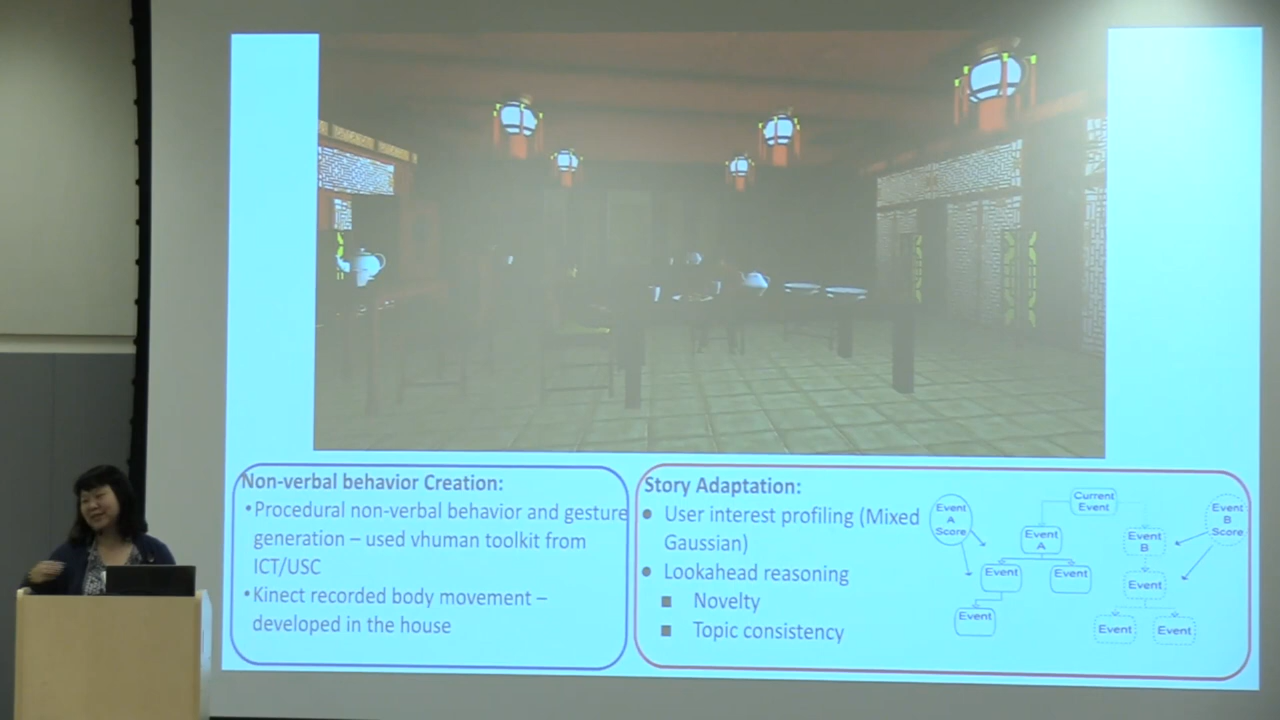 Non-verbal behavior Creation:
•Procedural non-verbal behavior and gesture
generation – used vhuman toolkit from
ICT/USC
•Kinect recorded body movement –
developed in the house
Story Adaptation:
• User interest profiling (Mixed
Gaussian)
• Lookahead reasoning
■ Novelty
■ Topic consistency
Event
A
Score
Current
Event
Event
B
Score
Event
A
Event
B
Event
Event
Event
Event
Event
Event